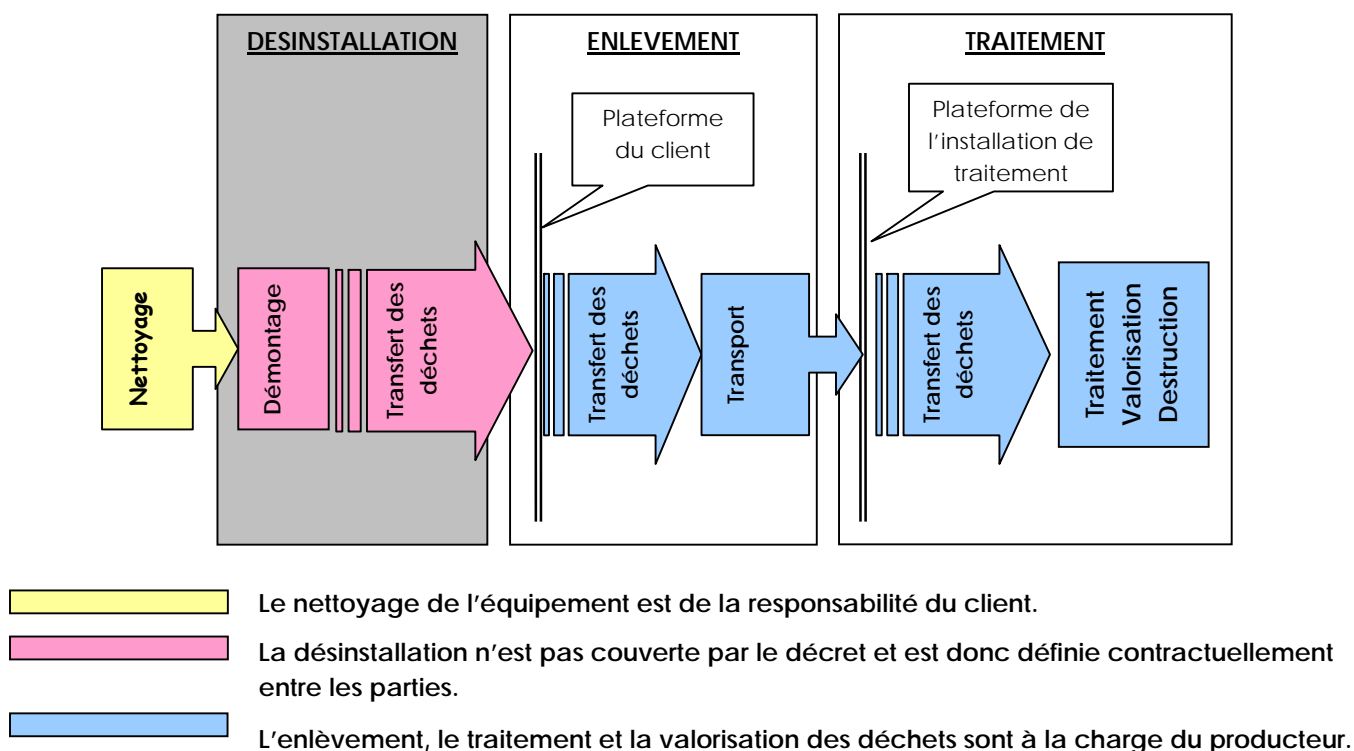 DESINSTALLATION
ENLEVEMENT
TRAITEMENT
Plateforme
du client
Plateforme de
l'installation de
traitement
Nettoyage
Démontage
Transfert des
déchets
Transfert des
déchets
Transport
Transfert des
déchets
Traitement
Valorisation
Destruction
Le nettoyage de l'équipement est de la responsabilité du client.
La désinstallation n'est pas couverte par le décret et est donc définie contractuellement
entre les parties.
L'enlèvement, le traitement et la valorisation des déchets sont à la charge du producteur.